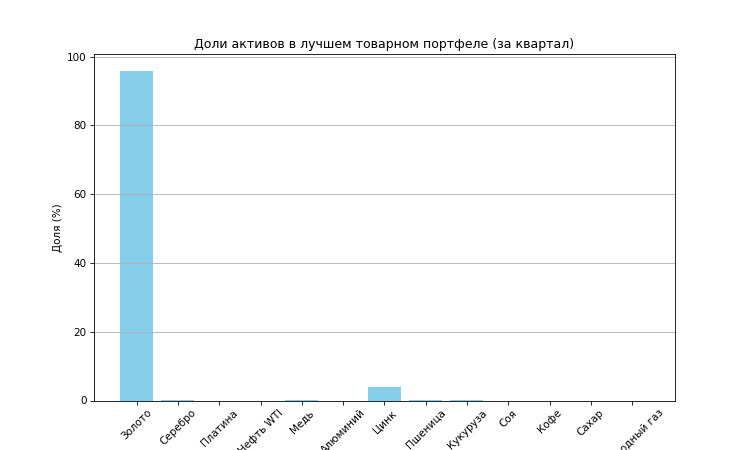 Доли активов в лучшем товарном портфеле (за квартал)
100
80
60
40
20
0
Доля (%)
Золото
Серебро
Платина
Нефть WTI
Медь
Алюминий
Цинк
Пшеница
Кукуруза
Соя
Кофе
Сахар
газ